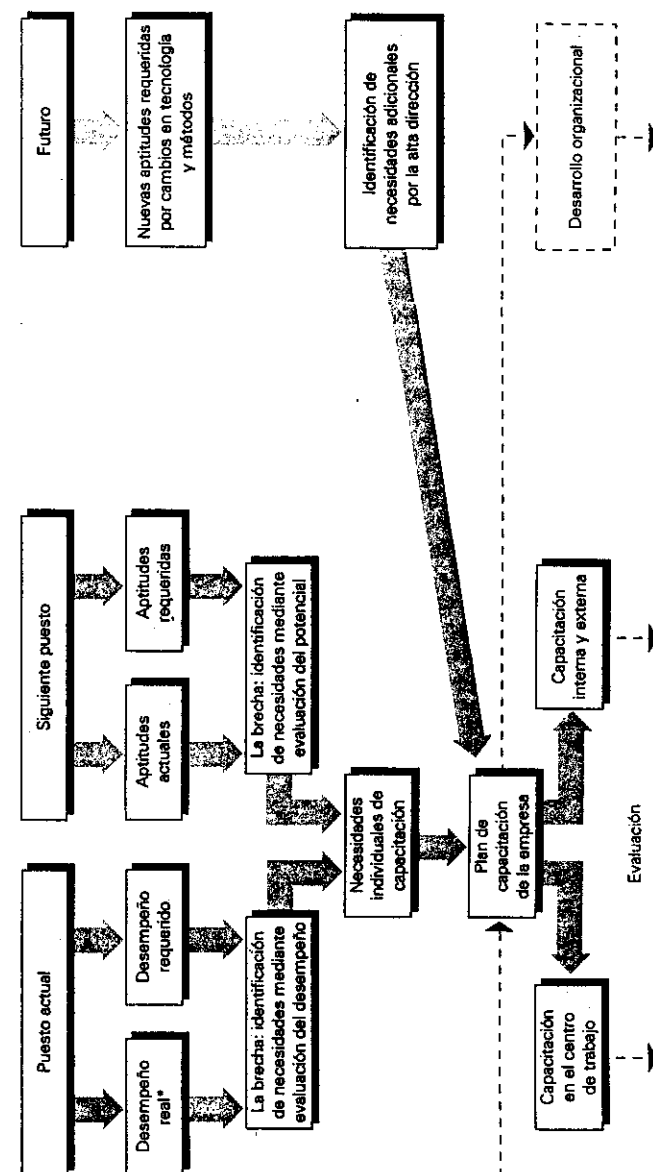 Puesto actual
Siguiente puesto
Futuro
Desempeño
real*
Desempeño
requerido
Aptitudes
actuales
Aptitudes
requeridas
Nuevas aptitudes requeridas
por cambios en tecnología
y métodos
La brecha: identificación
de necesidades mediante
evaluación del desempeño
La brecha: identificación
de necesidades mediante
evaluación del potencial
Necesidades
individuales de
capacitación
Identificación de
necesidades adicionales
por la alta dirección
Plan de
capacitación
de la empresa
Capacitación
en el centro
de trabajo
Capacitación
interna y externa
Desarrollo organizacional
Evaluación